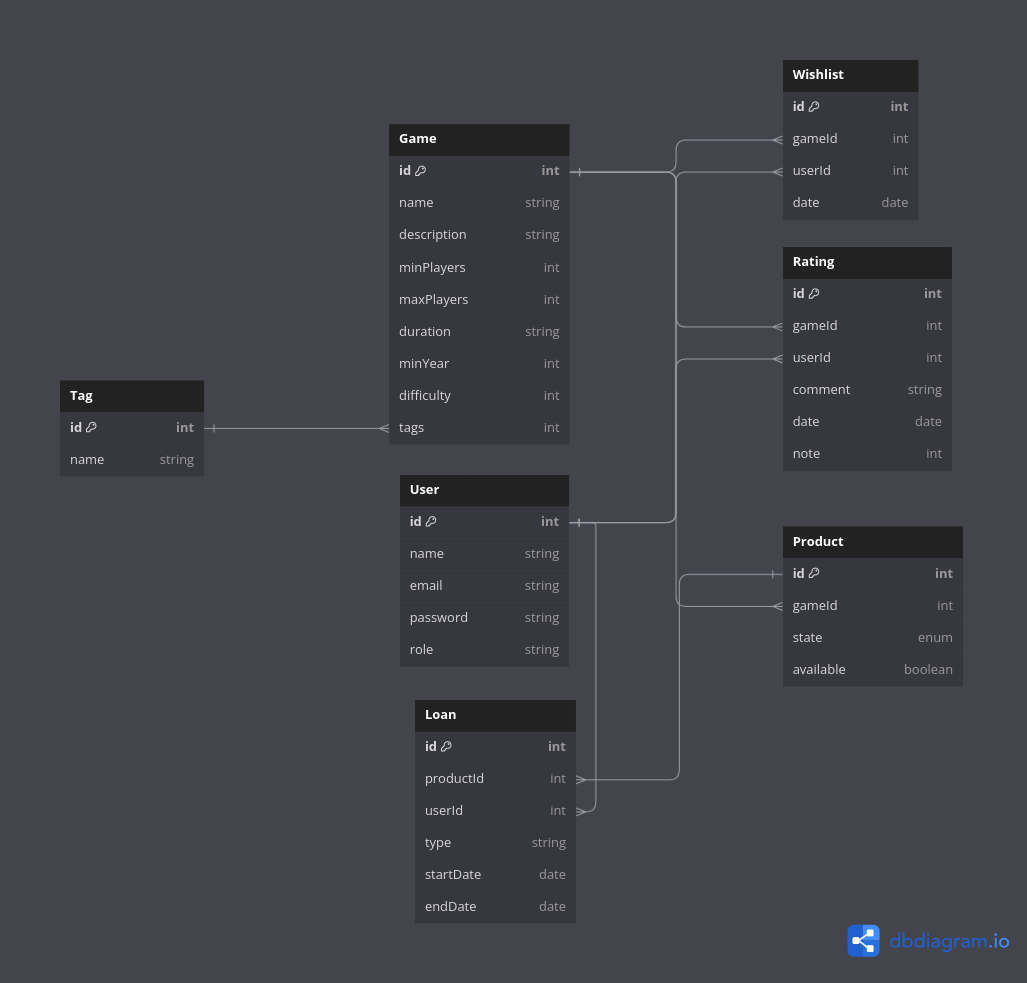 Wishlist
id int
gameId int
userId int
date date
Game
id int
name string
description string
minPlayers int
maxPlayers int
duration string
minYear int
difficulty int
tags int
Rating
id int
gameId int
userId int
comment string
date date
note int
Tag
id int
name string
User
id int
name string
email string
password string
role string
Product
id int
gameId int
state enum
available boolean
Loan
id int
productId int
userId int
type string
startDate date
endDate date
dbdiagram.io